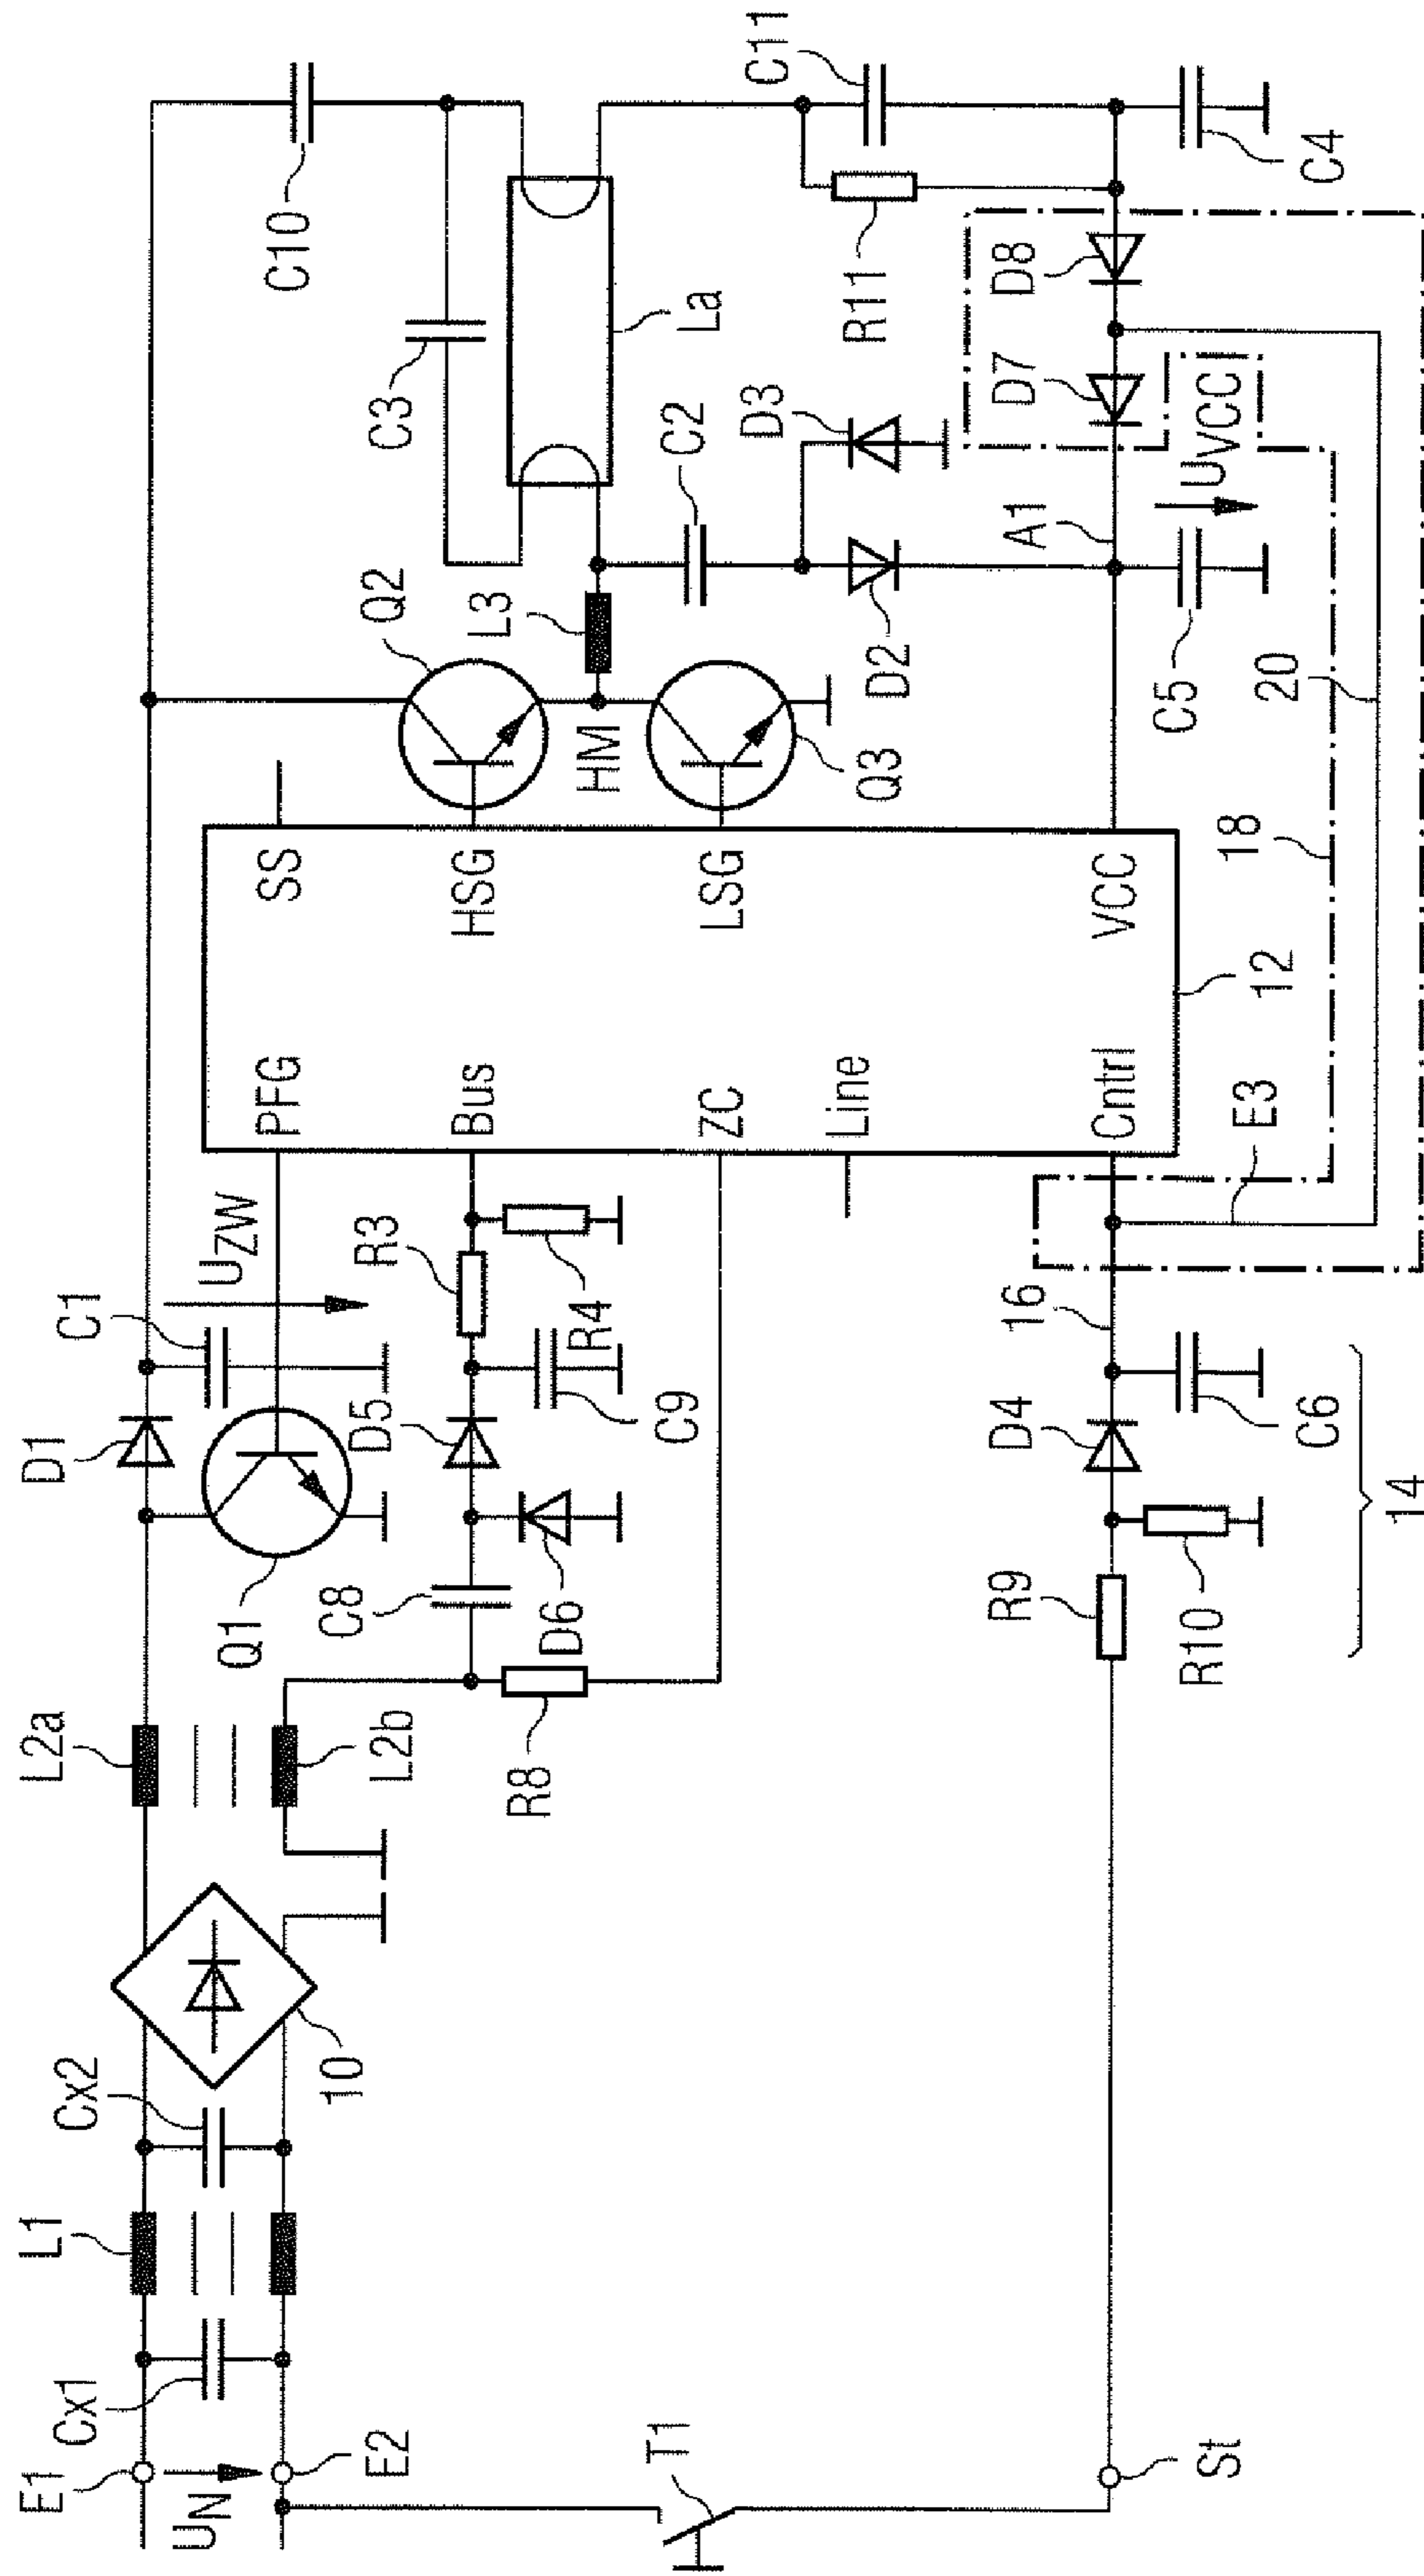 E1
UN
E2
Cx1
L1
Cx2
10
L2a
L2b
Q1
D1
C1
UZW
C8
D6
D5
C9
R3
R4
R8
T1
St
R9
R10
D4
C6
14
16
E3
PFG
Bus
ZC
Line
Cntrl
SS
HSG
LSG
VCC
12
18
20
Q2
HM
Q3
L3
C2
D2
D3
C5
A1
UVCC
D7
D8
C3
La
C10
R11
C11
C4